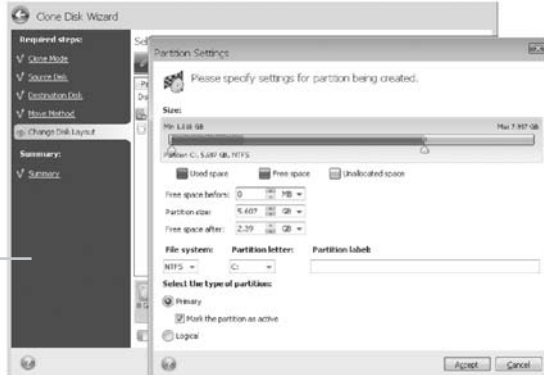 Clone Disk Wizard
Required steps:
Clone Mode
Source Disk
Destination Disk
Move Method
Change Disk Layout
Summary:
Summary
Sel
Partition Settings
Please specify settings for partition being created.
Size:
Max 7.997 GB
Partition C:, 5.607 GB, NTFS
Used space
Free space
Unallocated space
Free space before: 0 MB
Partition size: 5.607 GB
Free space after: 2.39 GB
File system: Partition letter: Partition label:
NTFS C:
Select the type of partition:
Primary
Mark the partition as active
Logical
Accept Cancel